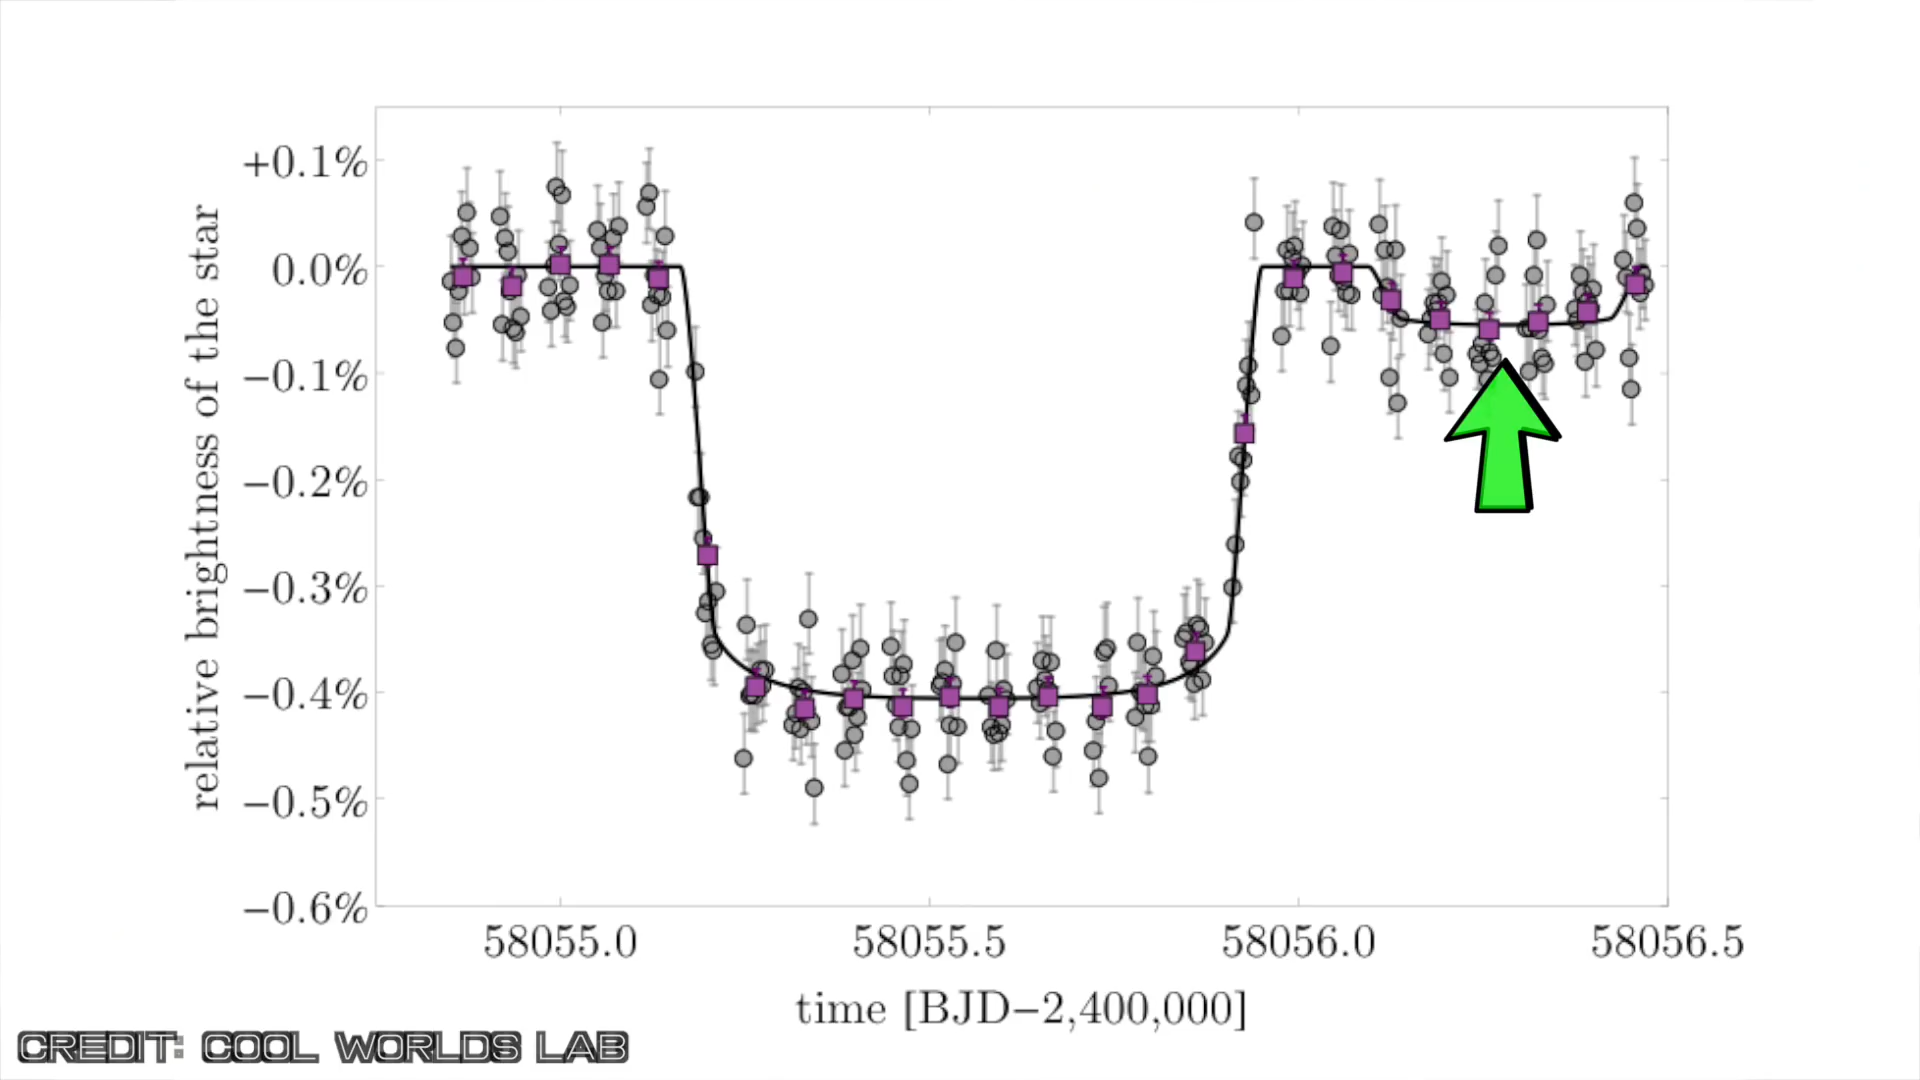 +0.1%
0.0%
−0.1%
−0.2%
−0.3%
−0.4%
−0.5%
−0.6%
relative brightness of the star
58055.0 58055.5 58056.0 58056.5
time [BJD−2,400,000]
CREDIT: COOL WORLDS LAB